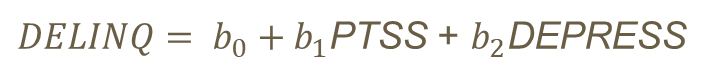 DELINQ = b₀ + b₁PTSS + b₂DEPRESS